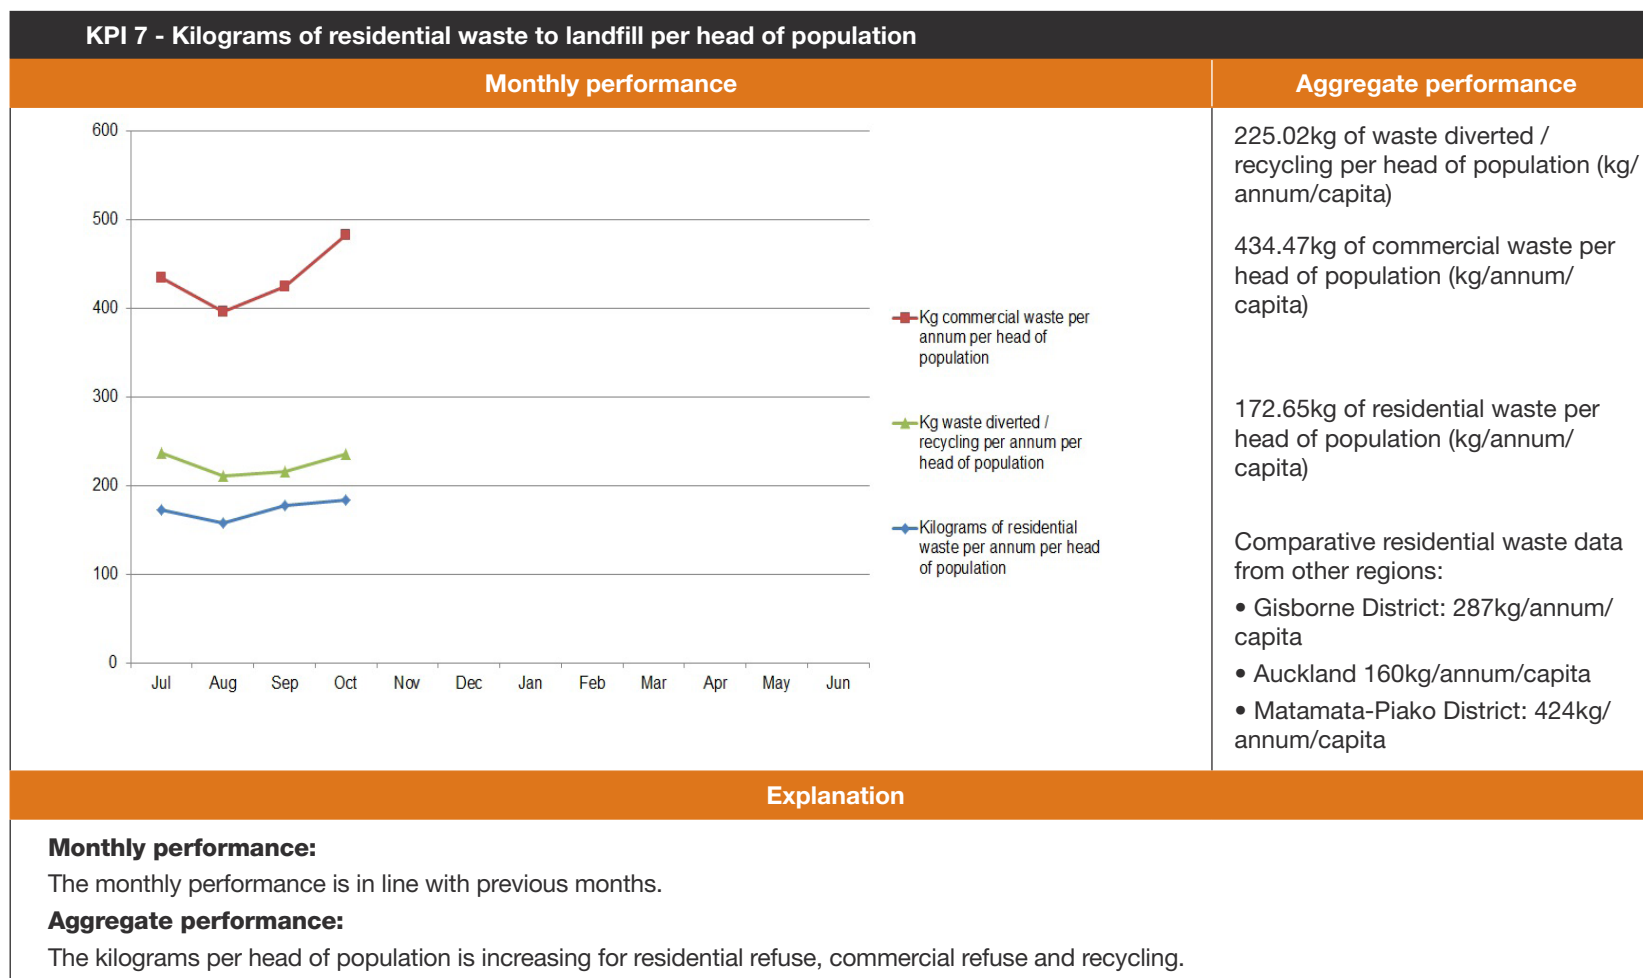 KPI 7 - Kilograms of residential waste to landfill per head of population
Monthly performance
Aggregate performance
600
500
400
300
200
100
0
Jul
Aug
Sep
Oct
Nov
Dec
Jan
Feb
Mar
Apr
May
Jun
Kg commercial waste per
annum per head of
population
Kg waste diverted /
recycling per annum per
head of population
Kilograms of residential
waste per annum per head
of population
225.02kg of waste diverted /
recycling per head of population (kg/
annum/capita)
434.47kg of commercial waste per
head of population (kg/annum/
capita)
172.65kg of residential waste per
head of population (kg/annum/
capita)
Comparative residential waste data
from other regions:
• Gisborne District: 287kg/annum/
capita
• Auckland 160kg/annum/capita
• Matamata-Piako District: 424kg/
annum/capita
Explanation
Monthly performance:
The monthly performance is in line with previous months.
Aggregate performance:
The kilograms per head of population is increasing for residential refuse, commercial refuse and recycling.